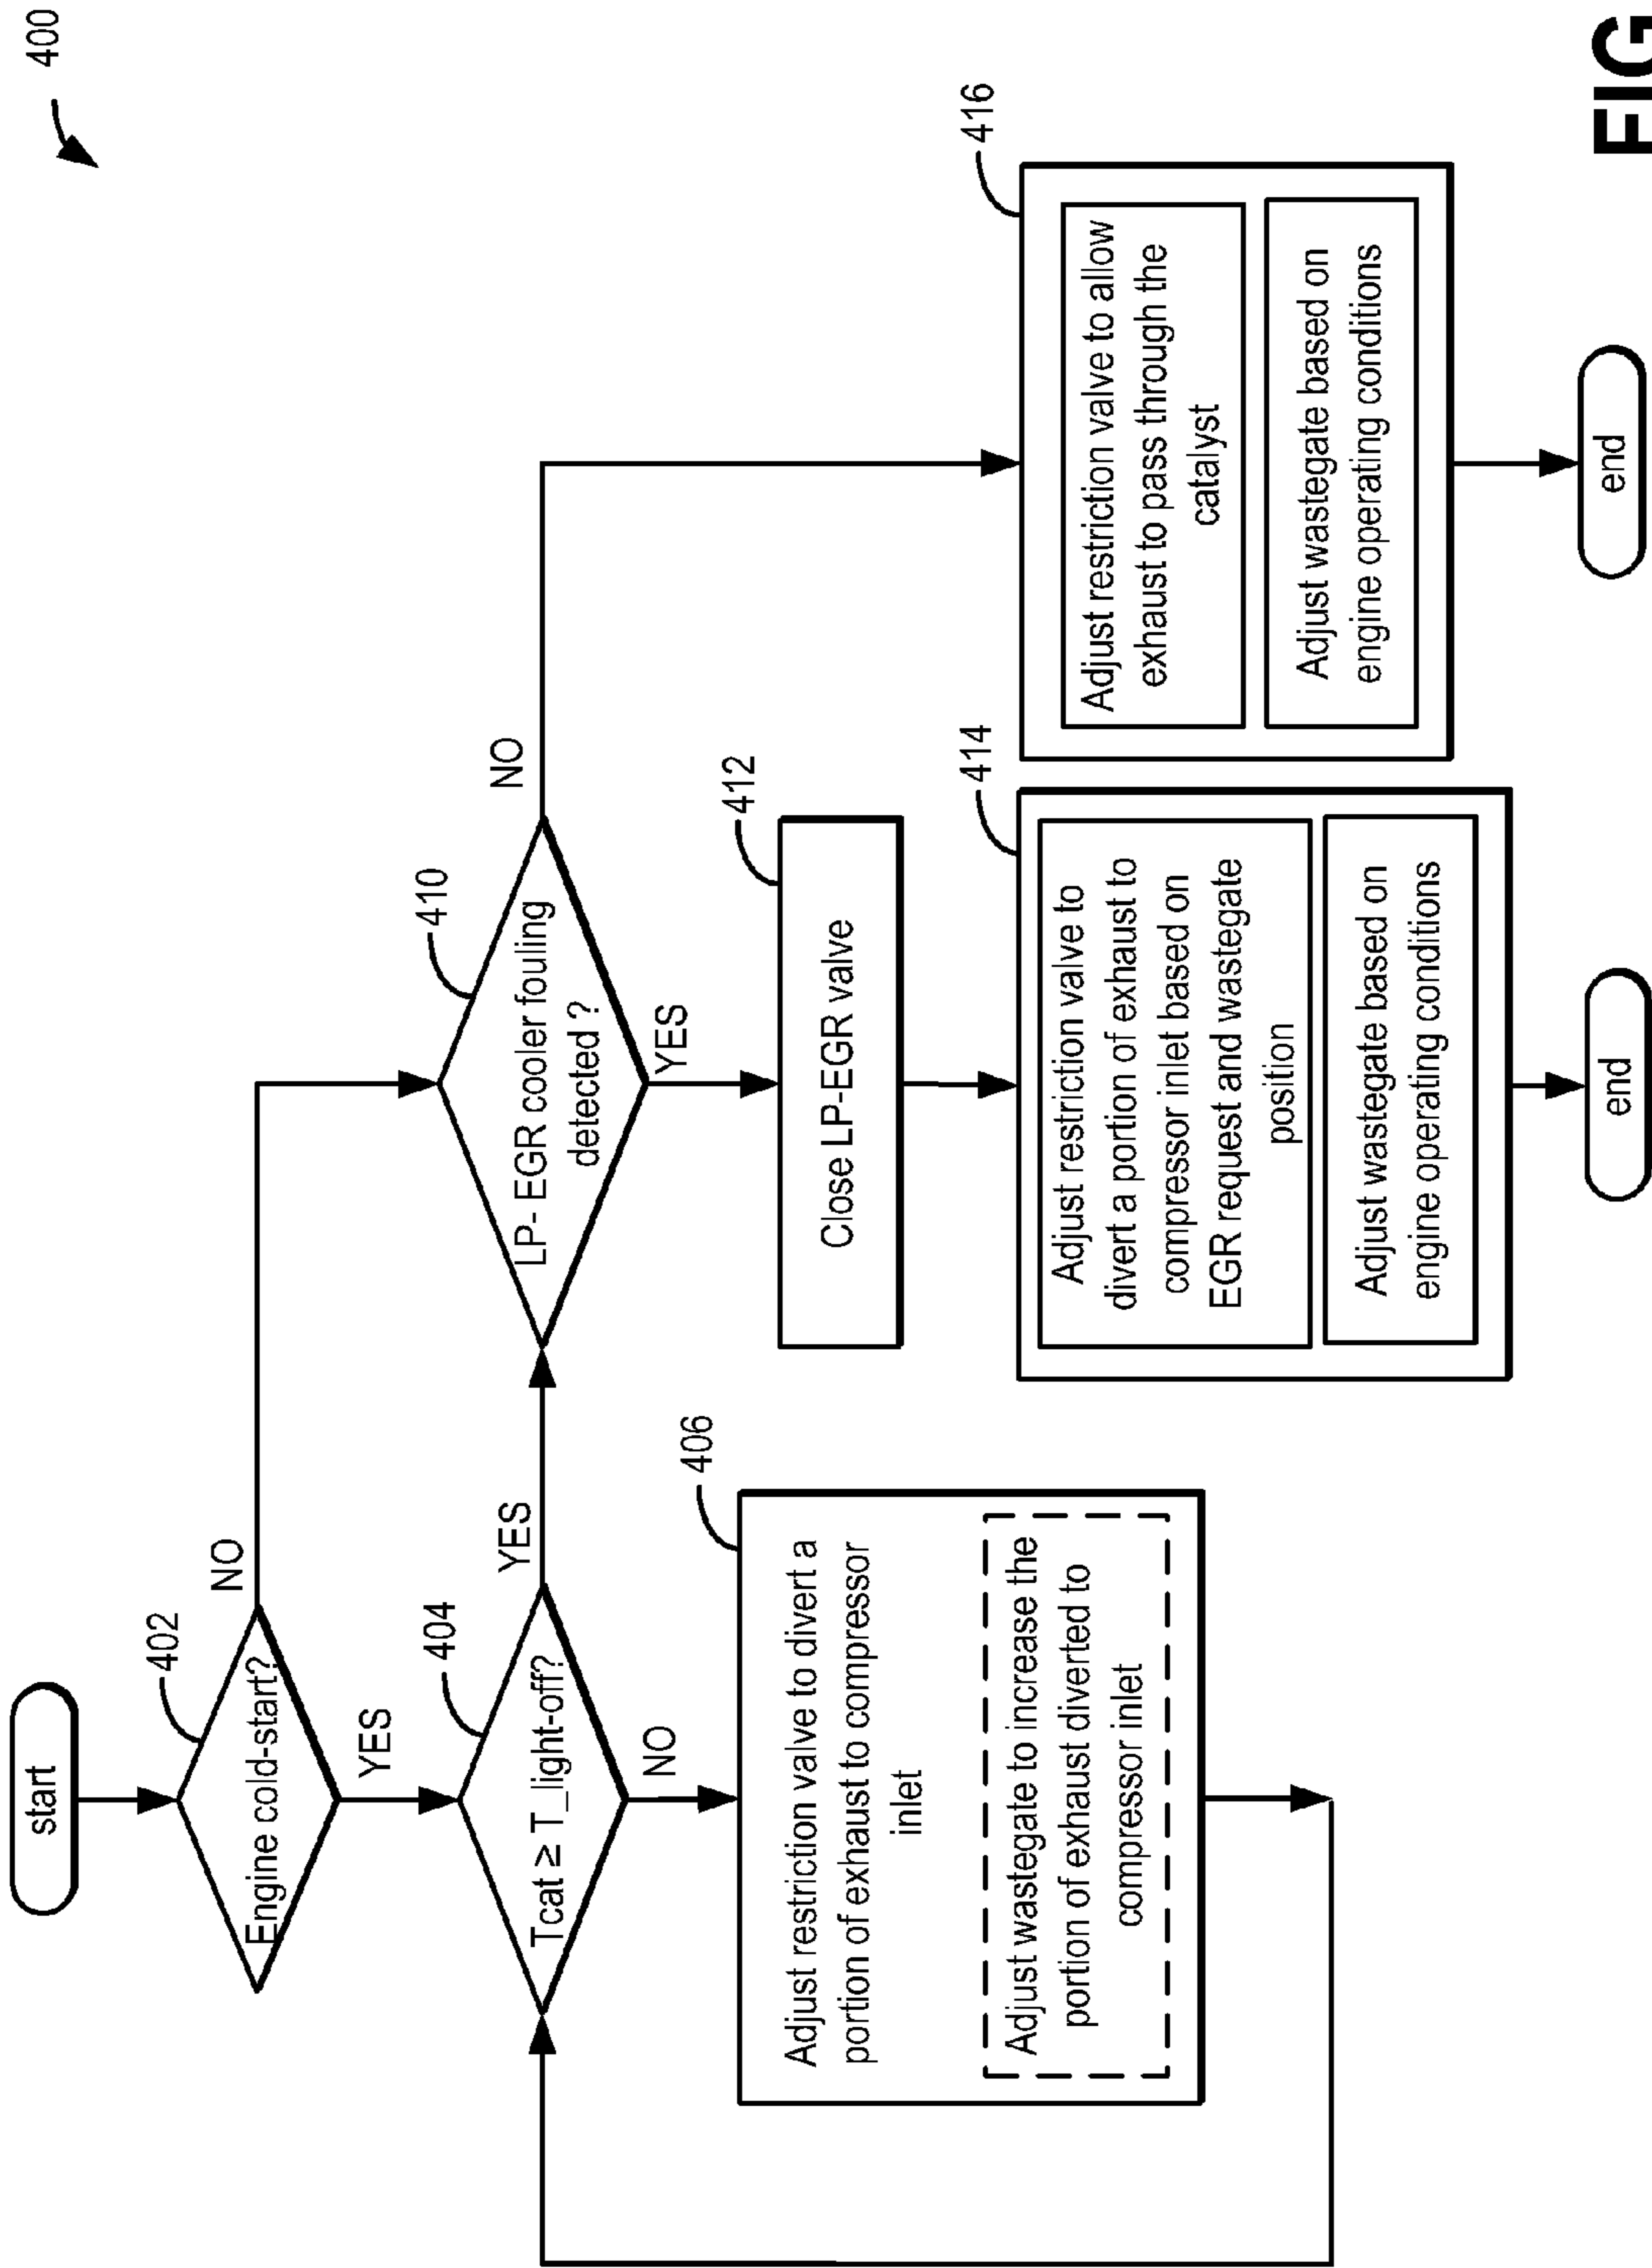 400
start
402
Engine cold-start?
NO
YES
404
Tcat ≥ T_light-off?
YES
NO
406
Adjust restriction valve to divert a
portion of exhaust to compressor
inlet
Adjust wastegate to increase the
portion of exhaust diverted to
compressor inlet
410
LP- EGR cooler fouling
detected ?
NO
YES
412
Close LP-EGR valve
414
Adjust restriction valve to
divert a portion of exhaust to
compressor inlet based on
EGR request and wastegate
position
Adjust wastegate based on
engine operating conditions
end
416
Adjust restriction valve to allow
exhaust to pass through the
catalyst
Adjust wastegate based on
engine operating conditions
end
FIG